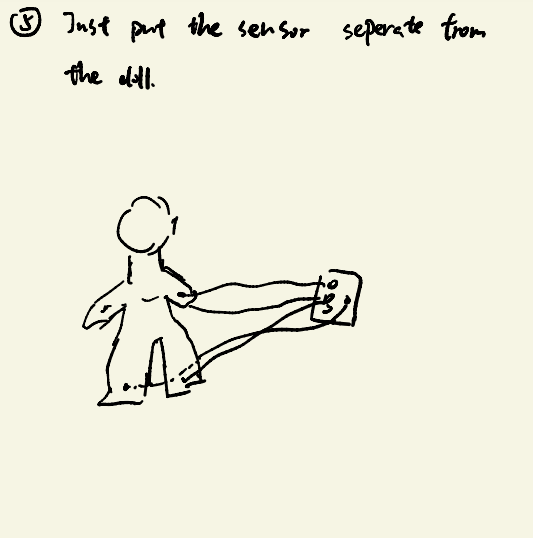 ⑤ Just put the sensor seperate from
the doll.